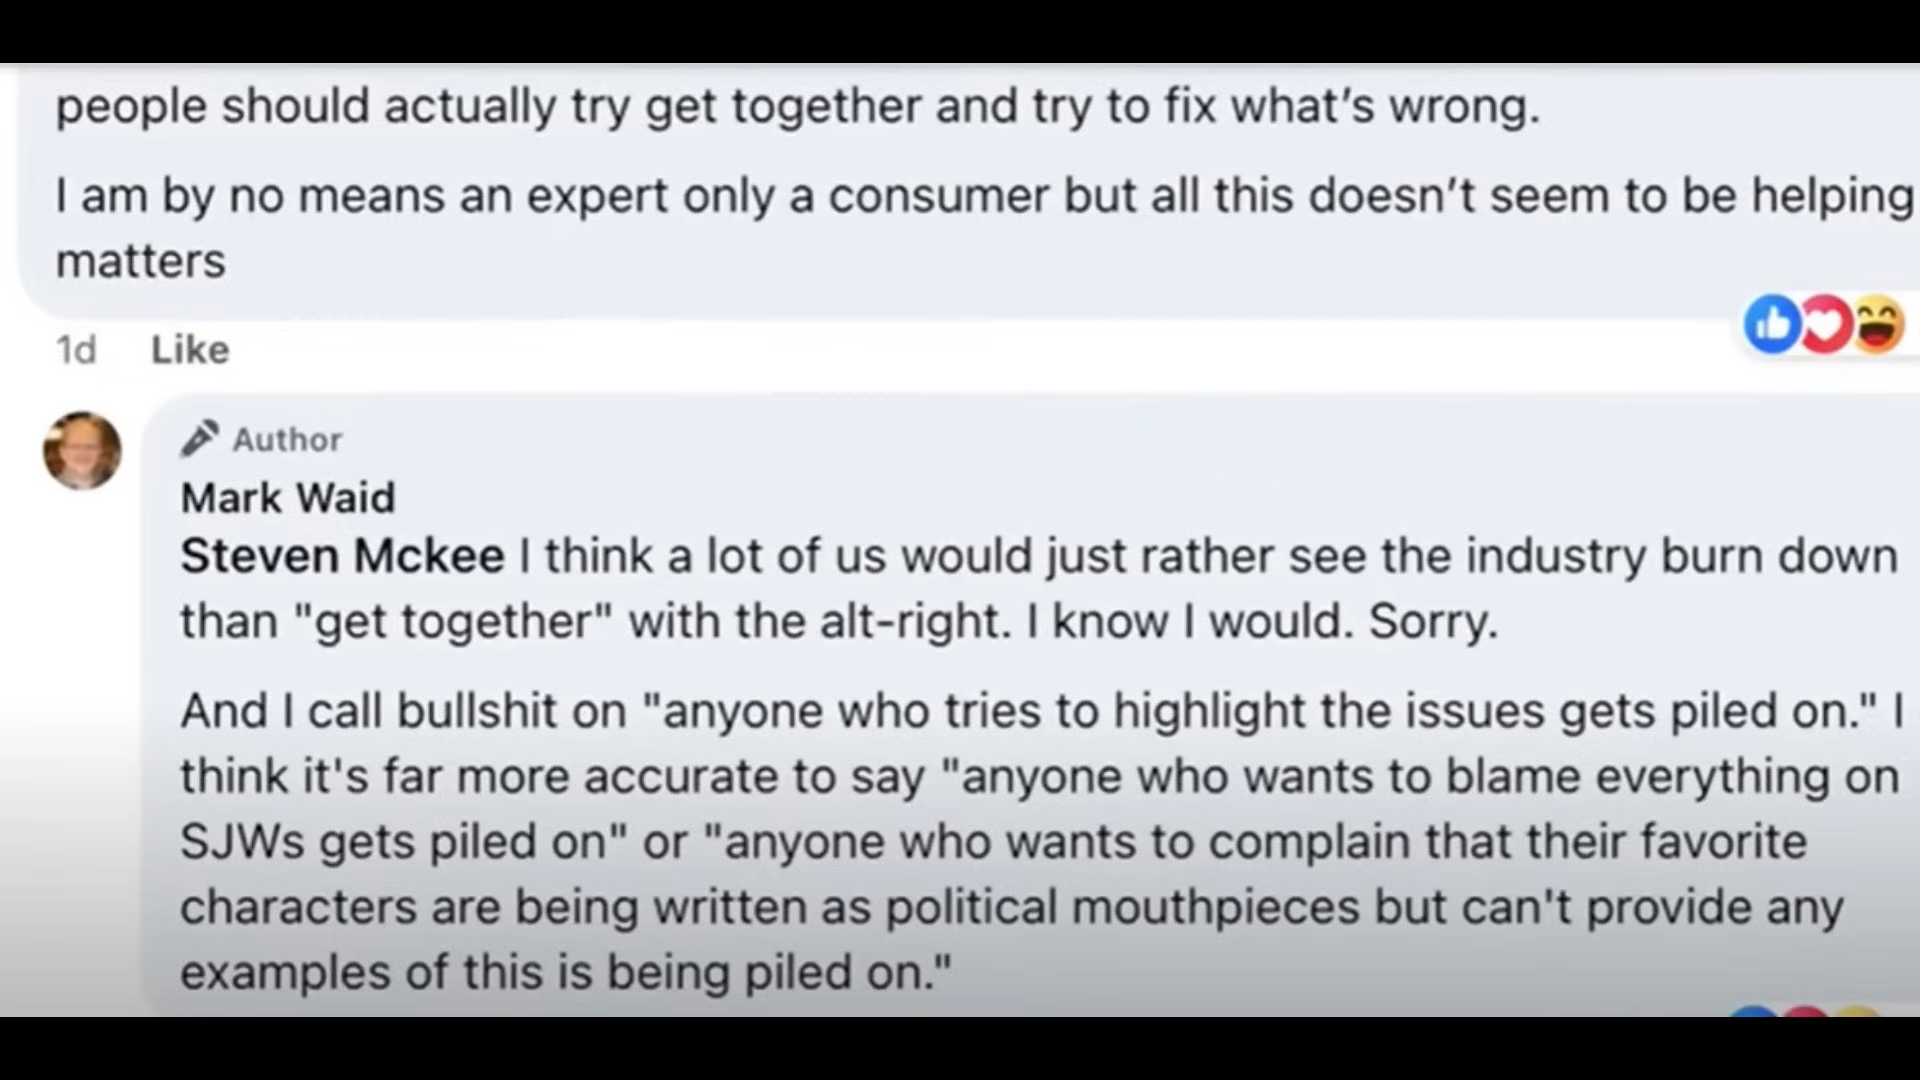 people should actually try get together and try to fix what's wrong.
I am by no means an expert only a consumer but all this doesn't seem to be helping
matters
1d Like
Author
Mark Waid
Steven Mckee I think a lot of us would just rather see the industry burn down
than "get together" with the alt-right. I know I would. Sorry.
And I call bullshit on "anyone who tries to highlight the issues gets piled on." I
think it's far more accurate to say "anyone who wants to blame everything on
SJWs gets piled on" or "anyone who wants to complain that their favorite
characters are being written as political mouthpieces but can't provide any
examples of this is being piled on."